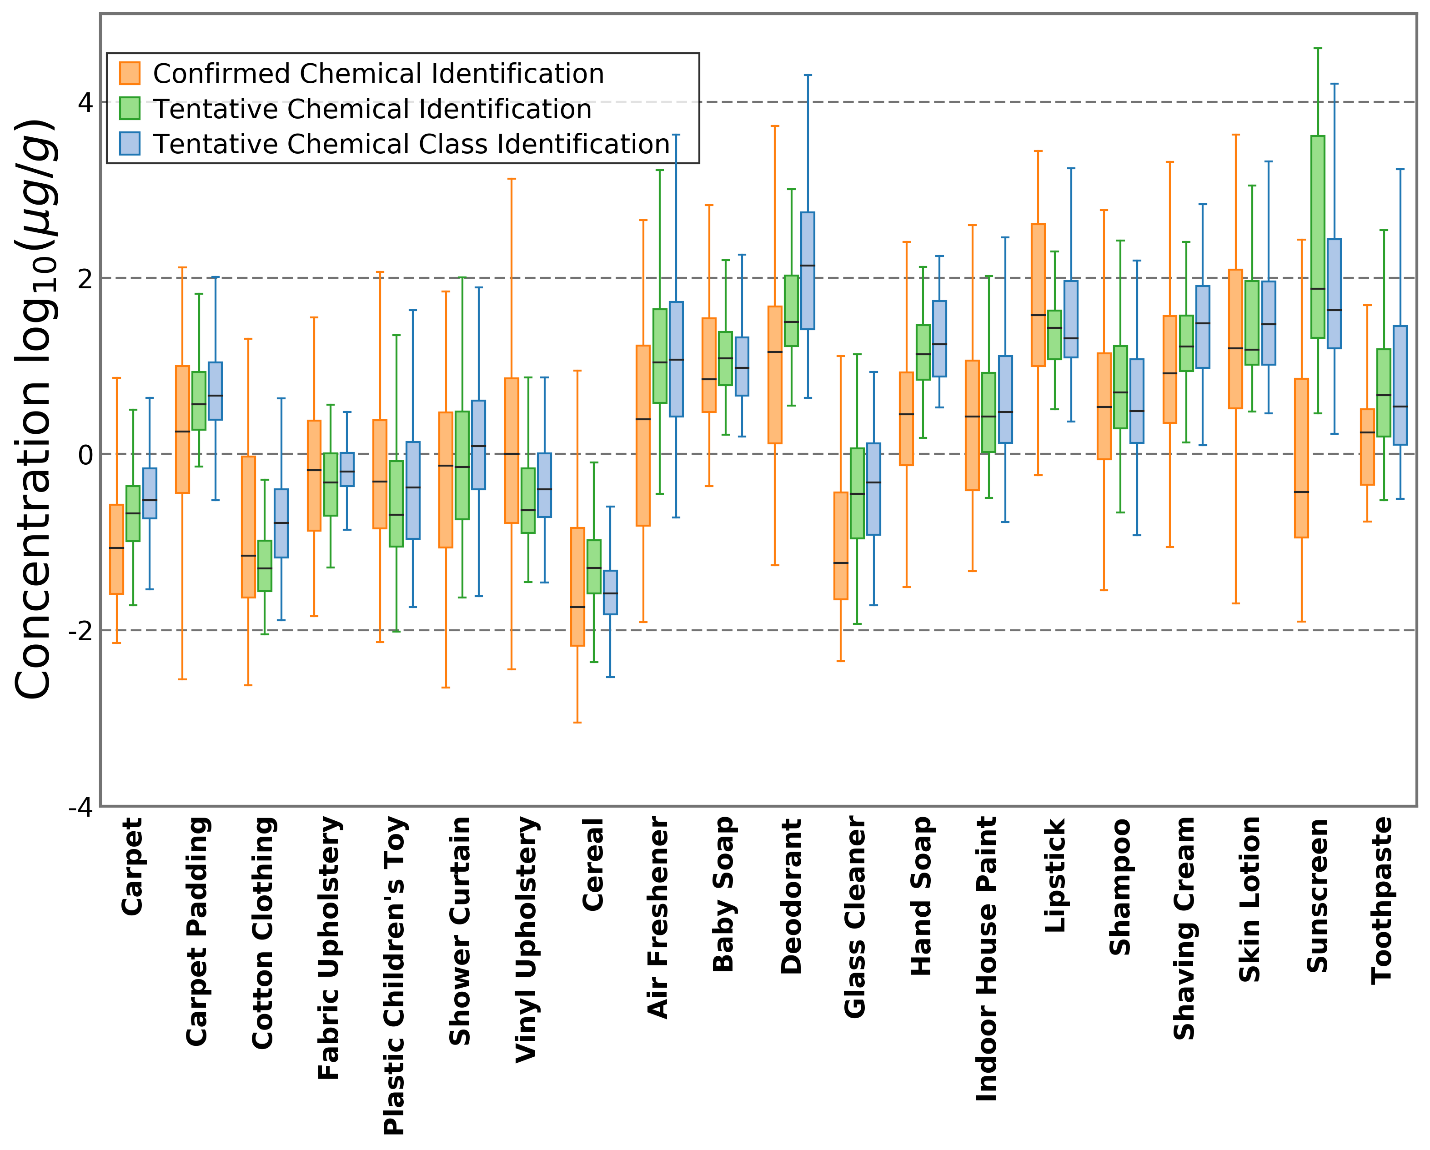 Confirmed Chemical Identification
Tentative Chemical Identification
Tentative Chemical Class Identification
Concentration log₁₀(μg/g)
4
2
0
-2
-4
Carpet
Carpet Padding
Cotton Clothing
Fabric Upholstery
Plastic Children's Toy
Shower Curtain
Vinyl Upholstery
Cereal
Air Freshener
Baby Soap
Deodorant
Glass Cleaner
Hand Soap
Indoor House Paint
Lipstick
Shampoo
Shaving Cream
Skin Lotion
Sunscreen
Toothpaste